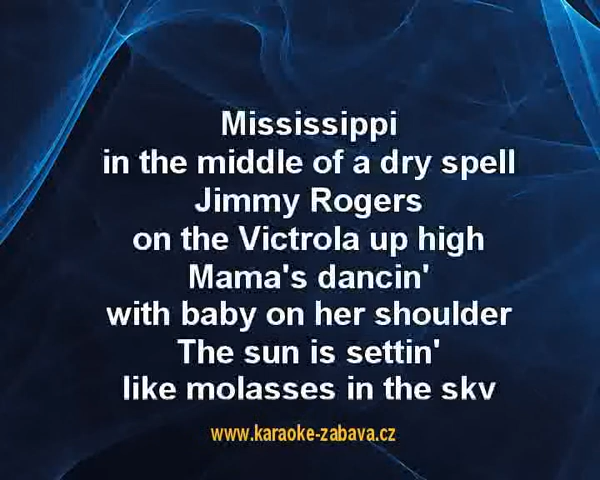 Mississippi
in the middle of a dry spell
Jimmy Rogers
on the Victrola up high
Mama's dancin'
with baby on her shoulder
The sun is settin'
like molasses in the sky
www.karaoke-zabava.cz